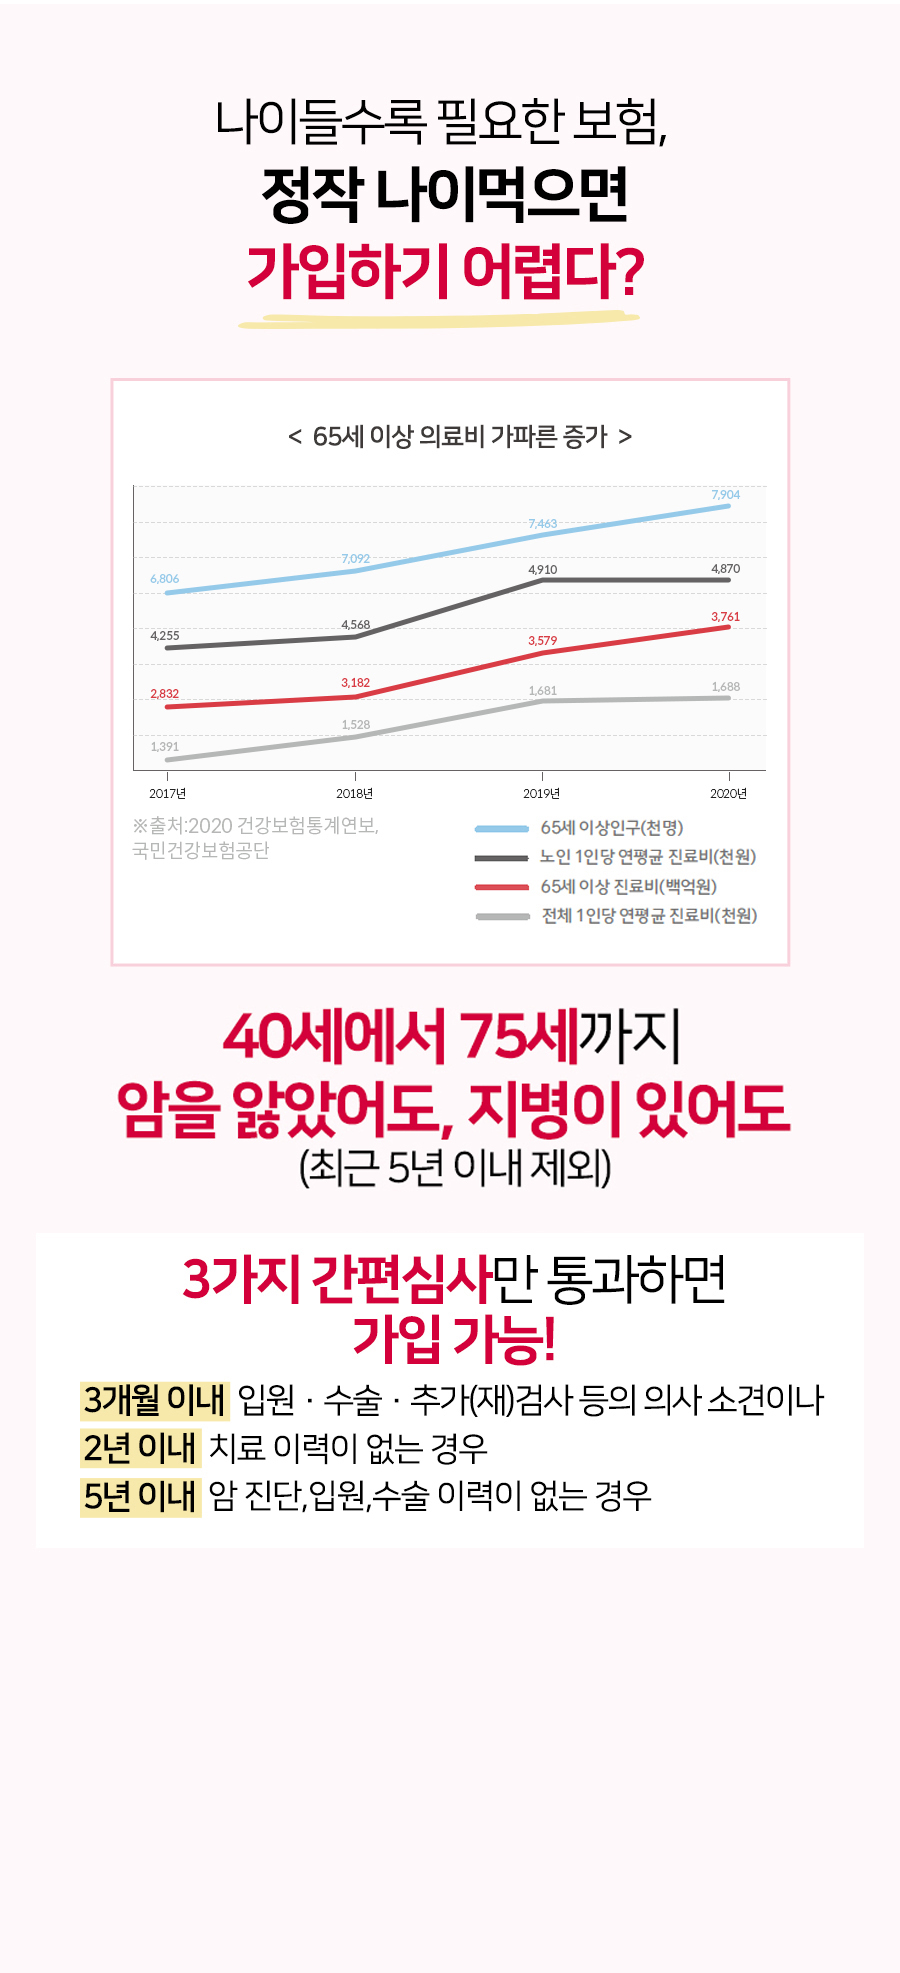 나이들수록 필요한 보험,
정작 나이먹으면
가입하기 어렵다?
< 65세 이상 의료비 가파른 증가 >
7,904
7,463
7,092
6,806
4,910
4,870
4,568
4,255
3,761
3,579
3,182
2,832
1,688
1,681
1,528
1,391
2017년 2018년 2019년 2020년
※출처:2020 건강보험통계연보,
국민건강보험공단
65세 이상인구(천명)
노인 1인당 연평균 진료비(천원)
65세 이상 진료비(백억원)
전체 1인당 연평균 진료비(천원)
40세에서 75세까지
암을 앓았어도, 지병이 있어도
(최근 5년 이내 제외)
3가지 간편심사만 통과하면
가입 가능!
3개월 이내 입원 · 수술 · 추가(재)검사 등의 의사 소견이나
2년 이내 치료 이력이 없는 경우
5년 이내 암 진단,입원,수술 이력이 없는 경우